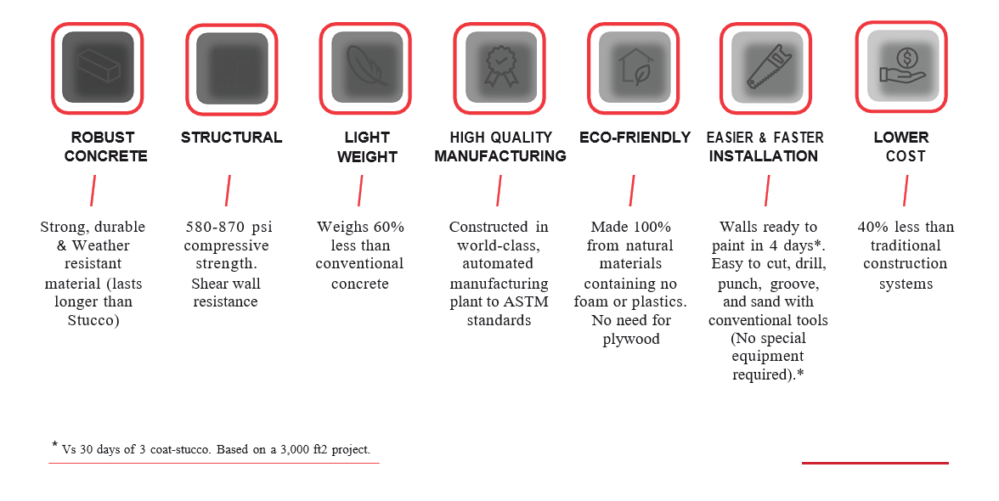 ROBUST
CONCRETE
Strong, durable
& Weather
resistant
material (lasts
longer than
Stucco)
STRUCTURAL
580-870 psi
compressive
strength.
Shear wall
resistance
LIGHT
WEIGHT
Weighs 60%
less than
conventional
concrete
HIGH QUALITY
MANUFACTURING
Constructed in
world-class,
automated
manufacturing
plant to ASTM
standards
ECO-FRIENDLY
Made 100%
from natural
materials
containing no
foam or plastics.
No need for
plywood
EASIER & FASTER
INSTALLATION
Walls ready to
paint in 4 days*.
Easy to cut, drill,
punch, groove,
and sand with
conventional tools
(No special
equipment
required).*
LOWER
COST
40% less than
traditional
construction
systems
* Vs 30 days of 3 coat-stucco. Based on a 3,000 ft2 project.